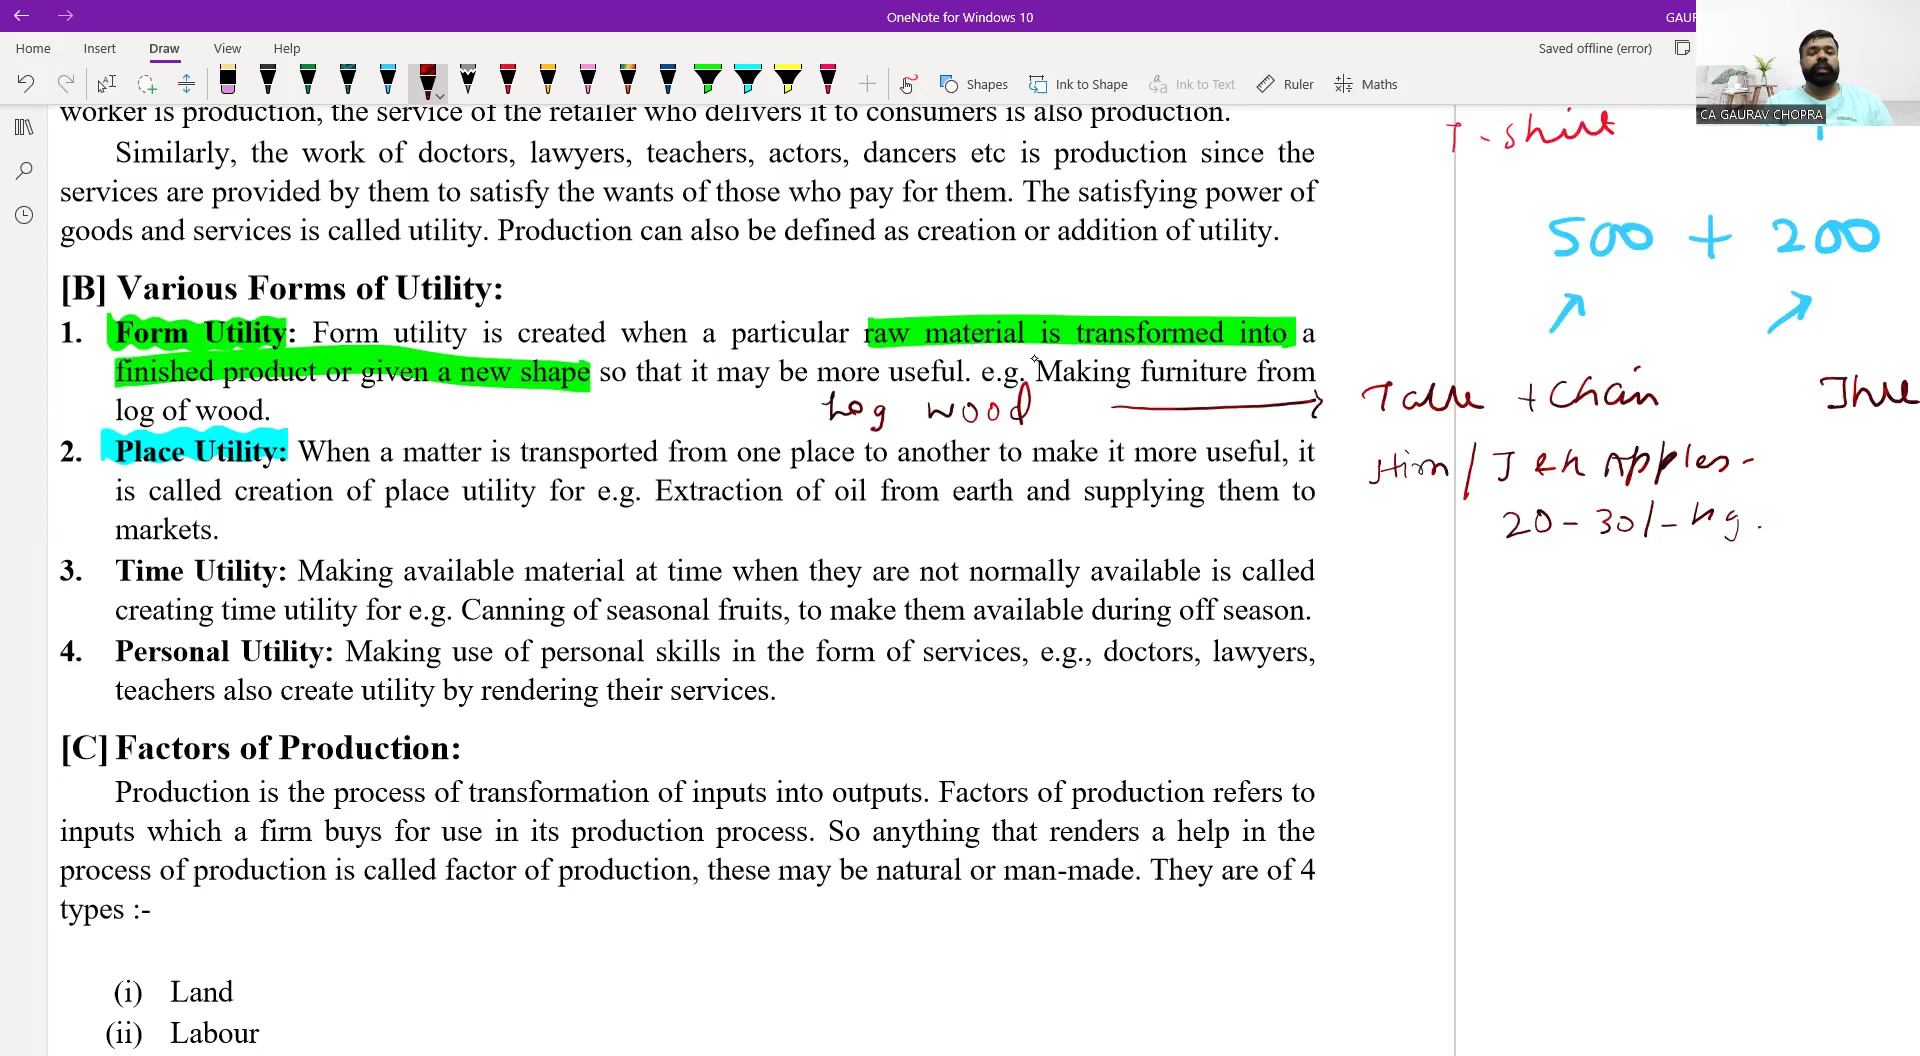 OneNote for Windows 10
GAUR
Home Insert Draw View Help
Saved offline (error)
Shapes Ink to Shape Ink to Text Ruler Maths
CA GAURAV CHOPRA
worker is production, the service of the retailer who delivers it to consumers is also production.
T-shirt
Similarly, the work of doctors, lawyers, teachers, actors, dancers etc is production since the
services are provided by them to satisfy the wants of those who pay for them. The satisfying power of
goods and services is called utility. Production can also be defined as creation or addition of utility.
500 + 200
[B] Various Forms of Utility:
1. Form Utility: Form utility is created when a particular raw material is transformed into a
finished product or given a new shape so that it may be more useful. e.g. Making furniture from
log of wood.
Log wood → Table + Chair
2. Place Utility: When a matter is transported from one place to another to make it more useful, it
is called creation of place utility for e.g. Extraction of oil from earth and supplying them to
markets.
Him / J & K Apples -
20 - 30/- kg.
3. Time Utility: Making available material at time when they are not normally available is called
creating time utility for e.g. Canning of seasonal fruits, to make them available during off season.
4. Personal Utility: Making use of personal skills in the form of services, e.g., doctors, lawyers,
teachers also create utility by rendering their services.
[C] Factors of Production:
Production is the process of transformation of inputs into outputs. Factors of production refers to
inputs which a firm buys for use in its production process. So anything that renders a help in the
process of production is called factor of production, these may be natural or man-made. They are of 4
types :-
(i) Land
(ii) Labour